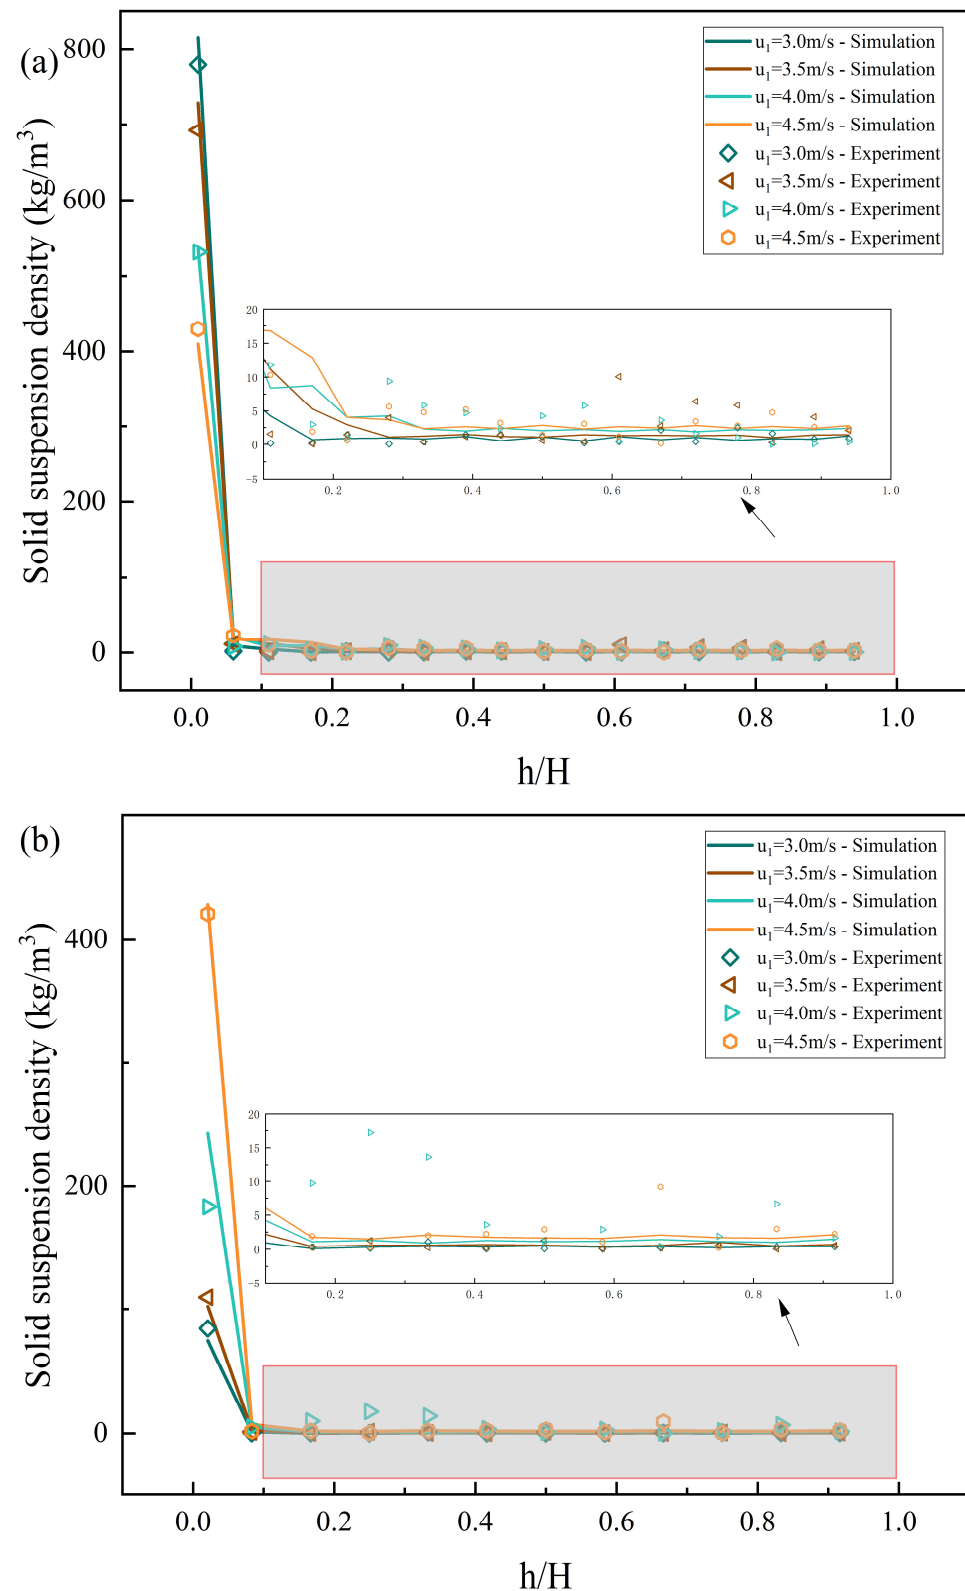 (a)
Solid suspension density (kg/m³)
800
600
400
200
0
u₁=3.0m/s - Simulation
u₁=3.5m/s - Simulation
u₁=4.0m/s - Simulation
u₁=4.5m/s - Simulation
u₁=3.0m/s - Experiment
u₁=3.5m/s - Experiment
u₁=4.0m/s - Experiment
u₁=4.5m/s - Experiment
20
15
10
5
0
-5
0.2 0.4 0.6 0.8 1.0
0.0 0.2 0.4 0.6 0.8 1.0
h/H
(b)
Solid suspension density (kg/m³)
400
200
0
u₁=3.0m/s - Simulation
u₁=3.5m/s - Simulation
u₁=4.0m/s - Simulation
u₁=4.5m/s - Simulation
u₁=3.0m/s - Experiment
u₁=3.5m/s - Experiment
u₁=4.0m/s - Experiment
u₁=4.5m/s - Experiment
20
15
10
5
0
-5
0.2 0.4 0.6 0.8 1.0
0.0 0.2 0.4 0.6 0.8 1.0
h/H